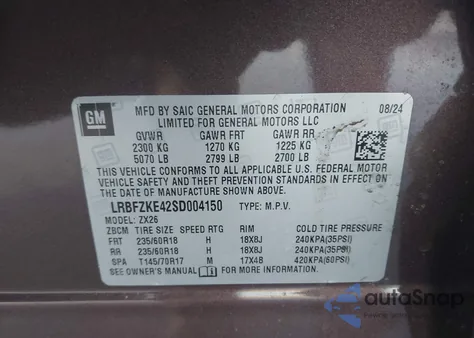 GM
MFD BY SAIC GENERAL MOTORS CORPORATION 08/24
LIMITED FOR GENERAL MOTORS LLC
GVWR GAWR FRT GAWR RR
2300 KG 1270 KG 1225 KG
5070 LB 2799 LB 2700 LB
THIS VEHICLE CONFORMS TO ALL APPLICABLE U.S. FEDERAL MOTOR
VEHICLE SAFETY AND THEFT PREVENTION STANDARDS IN EFFECT ON
THE DATE OF MANUFACTURE SHOWN ABOVE.
LRBFZKE42SD004150 TYPE: M.P.V.
MODEL: ZX26
ZBCM TIRE SIZE SPEED RTG RIM COLD TIRE PRESSURE
FRT 235/60R18 H 18X8J 240KPA(35PSI)
RR 235/60R18 H 18X8J 240KPA(35PSI)
SPA T145/70R17 M 17X4B 420KPA(60PSI)
SEE OWNER'S MANUAL FOR MORE INFORMATION
autoSnap